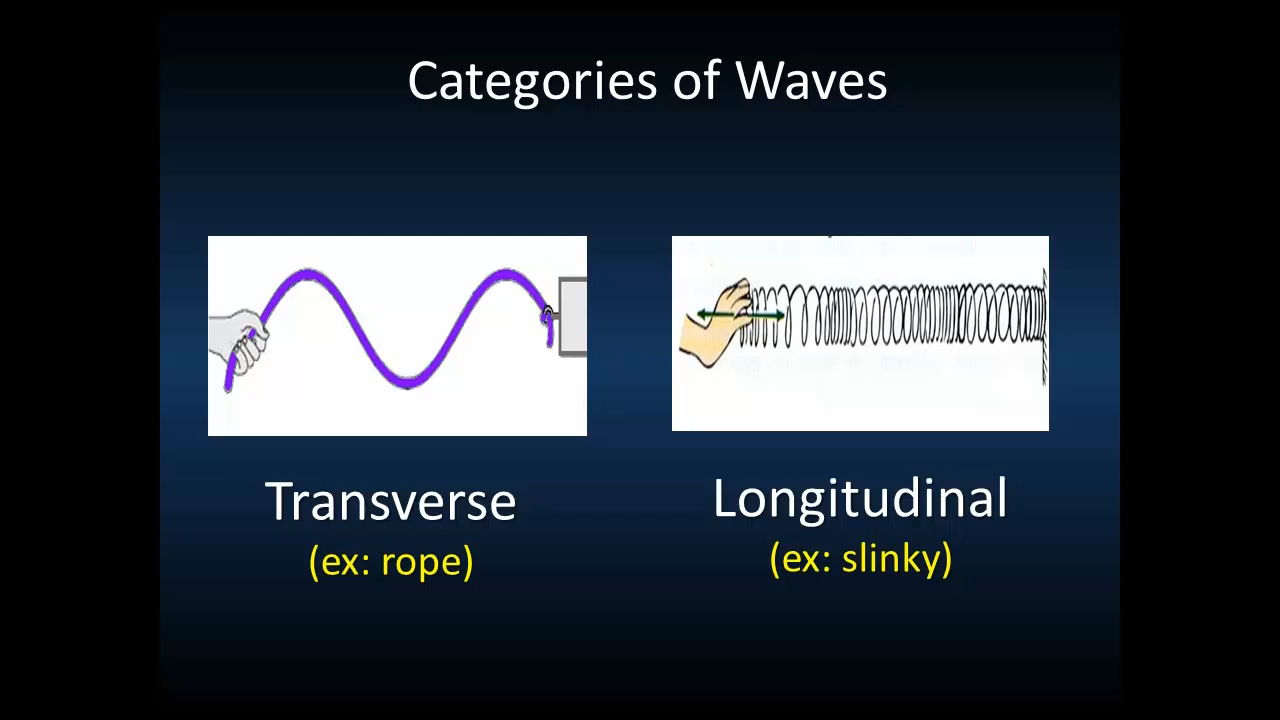 Categories of Waves
Transverse
(ex: rope)
Longitudinal
(ex: slinky)